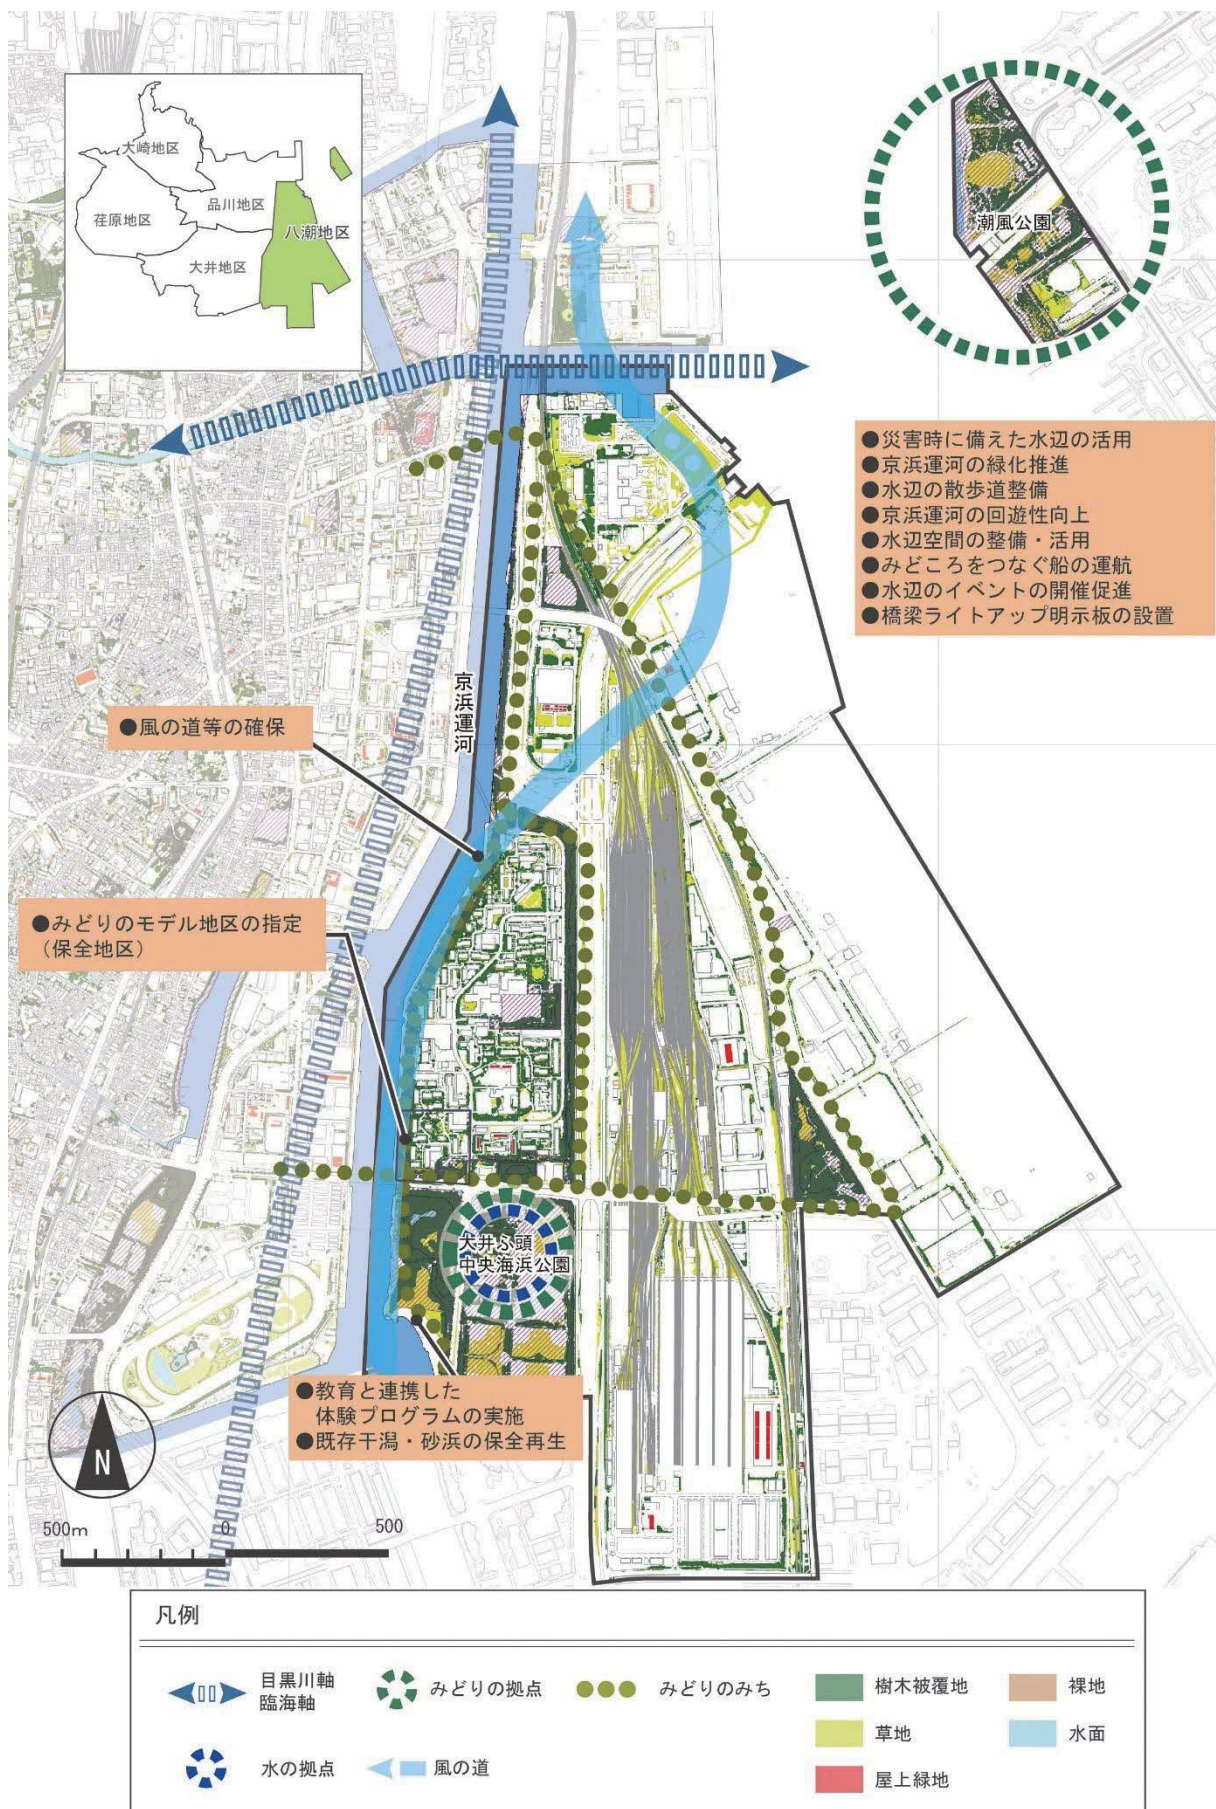 大崎地区
品川地区
荏原地区
八潮地区
大井地区
潮風公園
●災害時に備えた水辺の活用
●京浜運河の緑化推進
●水辺の散歩道整備
●京浜運河の回遊性向上
●水辺空間の整備・活用
●みどころをつなぐ船の運航
●水辺のイベントの開催促進
●橋梁ライトアップ明示板の設置
京浜運河
●風の道等の確保
●みどりのモデル地区の指定
（保全地区）
大井ふ頭
中央海浜公園
●教育と連携した
体験プログラムの実施
●既存干潟・砂浜の保全再生
N
500m 0 500
凡例
目黒川軸
臨海軸
みどりの拠点
みどりのみち
樹木被覆地
裸地
草地
水面
水の拠点
風の道
屋上緑地